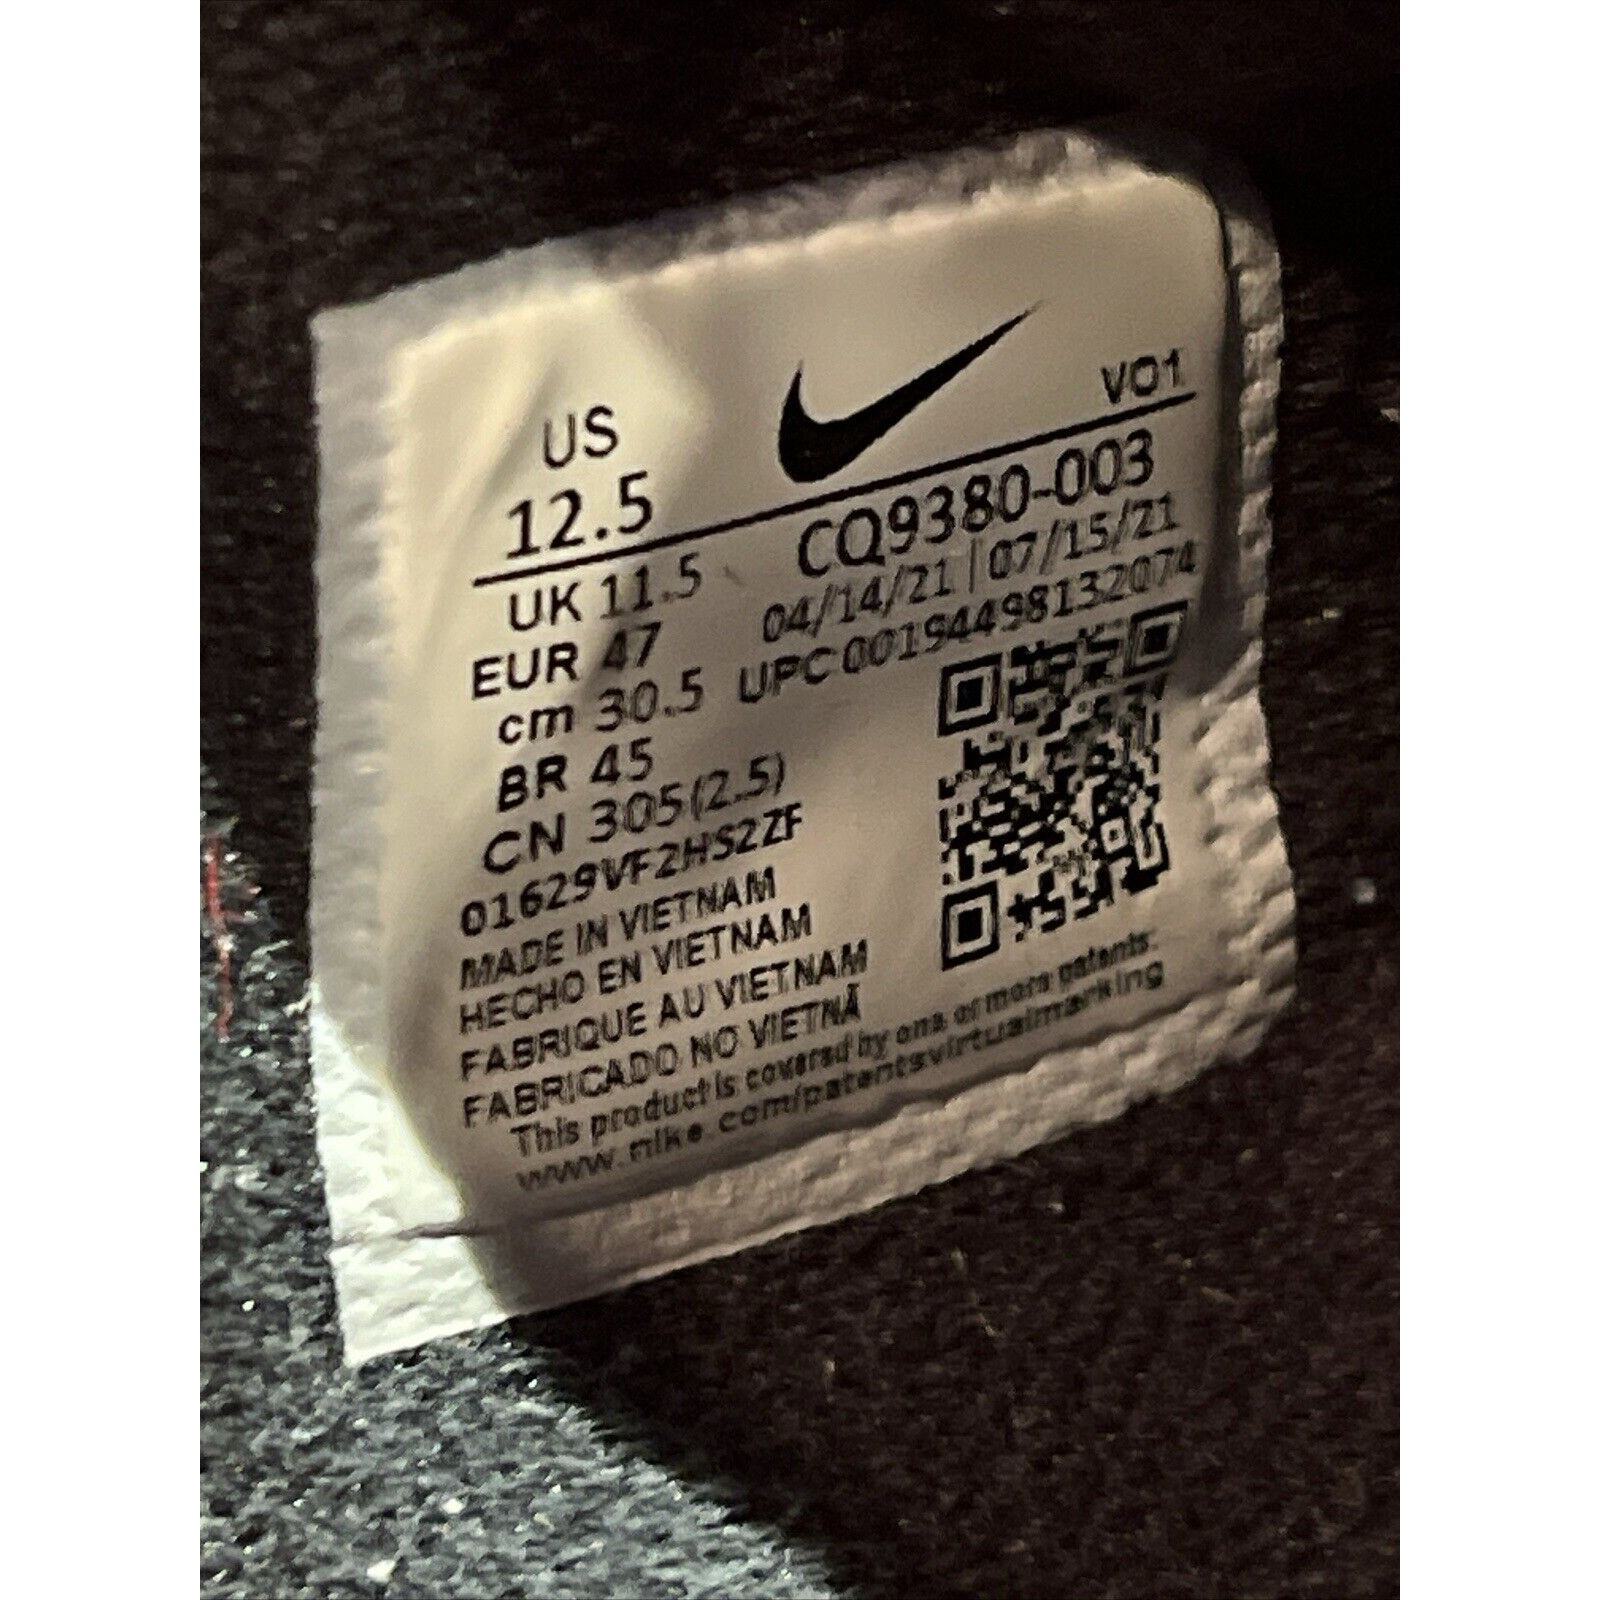 US
12.5
VO1
UK 11.5
EUR 47
cm 30.5
BR 45
CN 305(2.5)
CQ9380-003
04/14/21 | 07/15/21
UPC 00194498132074
01629VF2HS2ZF
MADE IN VIETNAM
HECHO EN VIETNAM
FABRIQUE AU VIETNAM
FABRICADO NO VIETNÃ
This product is covered by one or more patents.
www.nike.com/patentsvirtualmarking